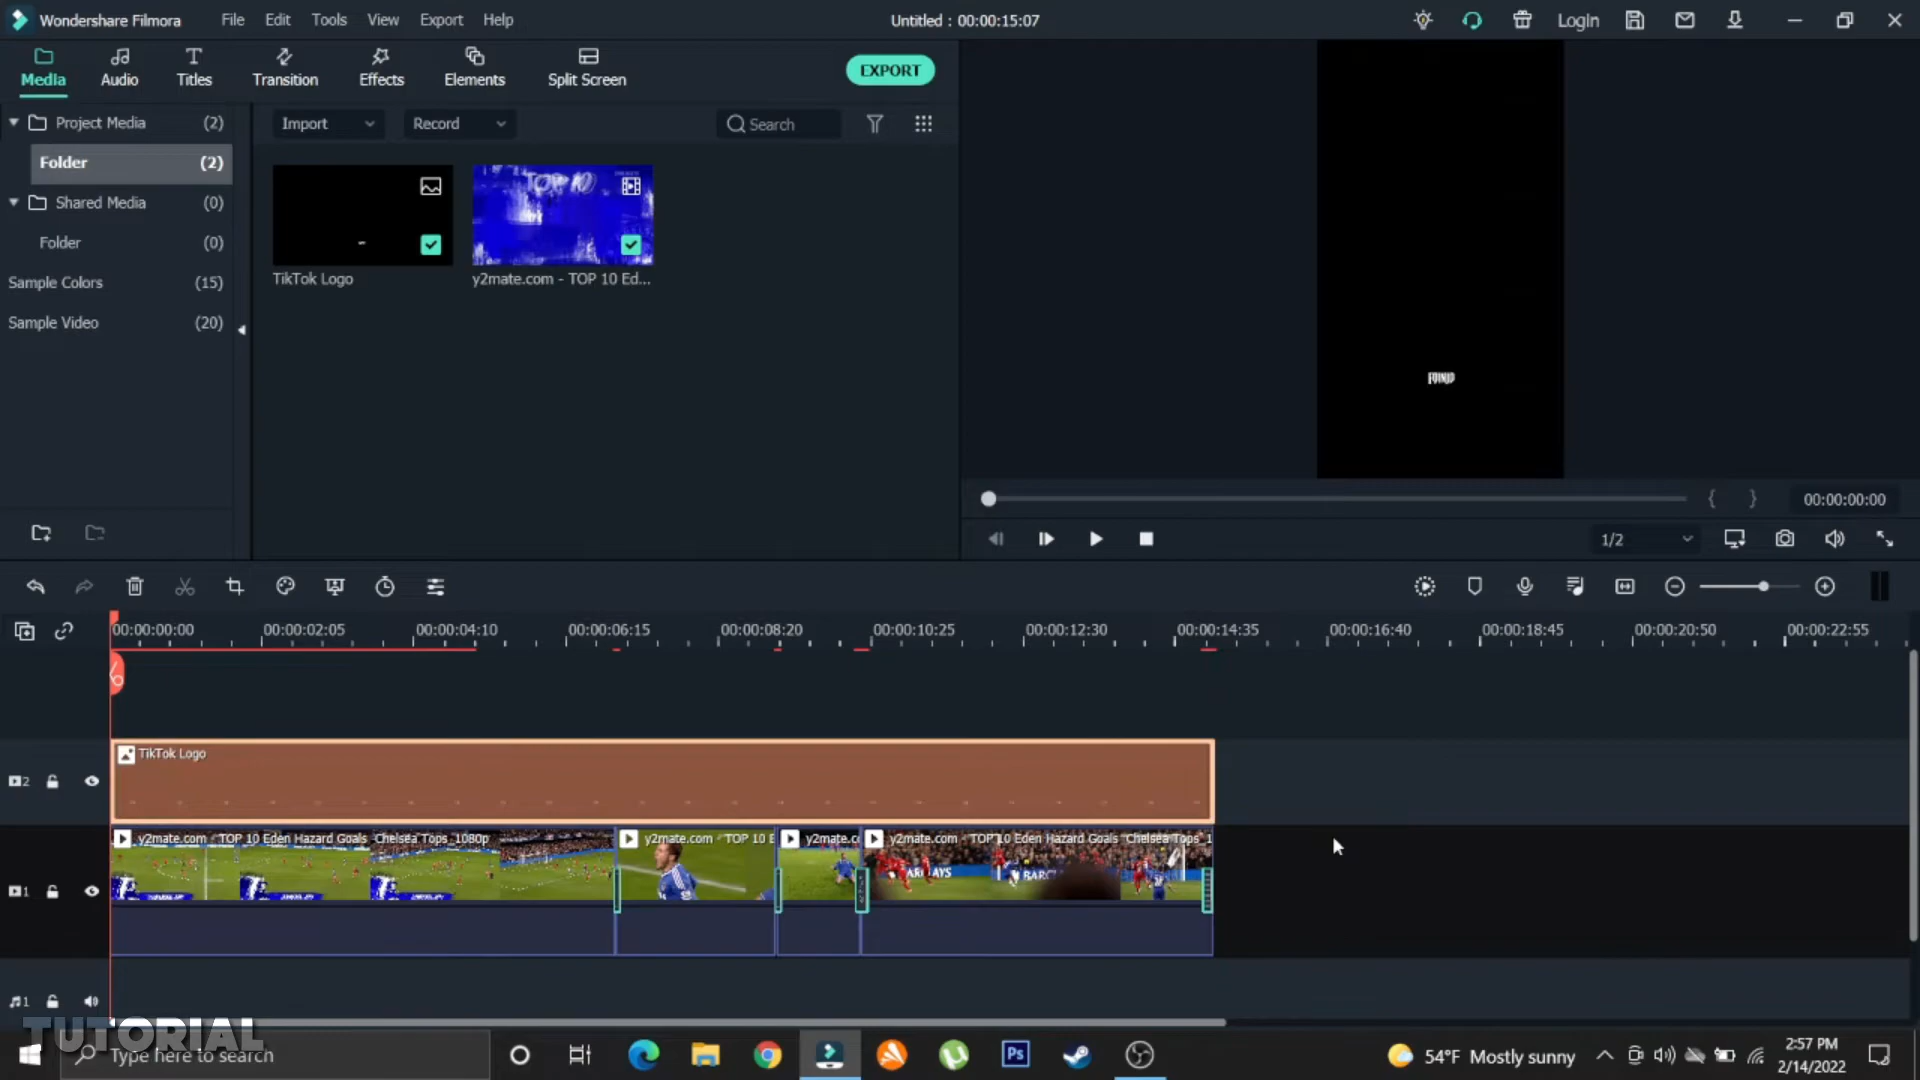 Wondershare Filmora File Edit Tools View Export Help Untitled : 00:00:15:07 Login
Media Audio Titles Transition Effects Elements Split Screen EXPORT
Project Media (2)
Folder (2)
Shared Media (0)
Folder (0)
Sample Colors (15)
Sample Video (20)
Import Record Search
TOP 10
TikTok Logo y2mate.com - TOP 10 Ed...
00:00:00:00
1/2
00:00:00:00 00:00:02:05 00:00:04:10 00:00:06:15 00:00:08:20 00:00:10:25 00:00:12:30 00:00:14:35 00:00:16:40 00:00:18:45 00:00:20:50 00:00:22:55
2 TikTok Logo
y2mate.com - TOP 10 Eden Hazard Goals Chelsea Tops_1080p y2mate.com - TOP 10 E y2mate.c y2mate.com - TOP 10 Eden Hazard Goals Chelsea Tops_1
1
1
TUTORIAL
Type here to search
Ps
54°F Mostly sunny
2:57 PM
2/14/2022